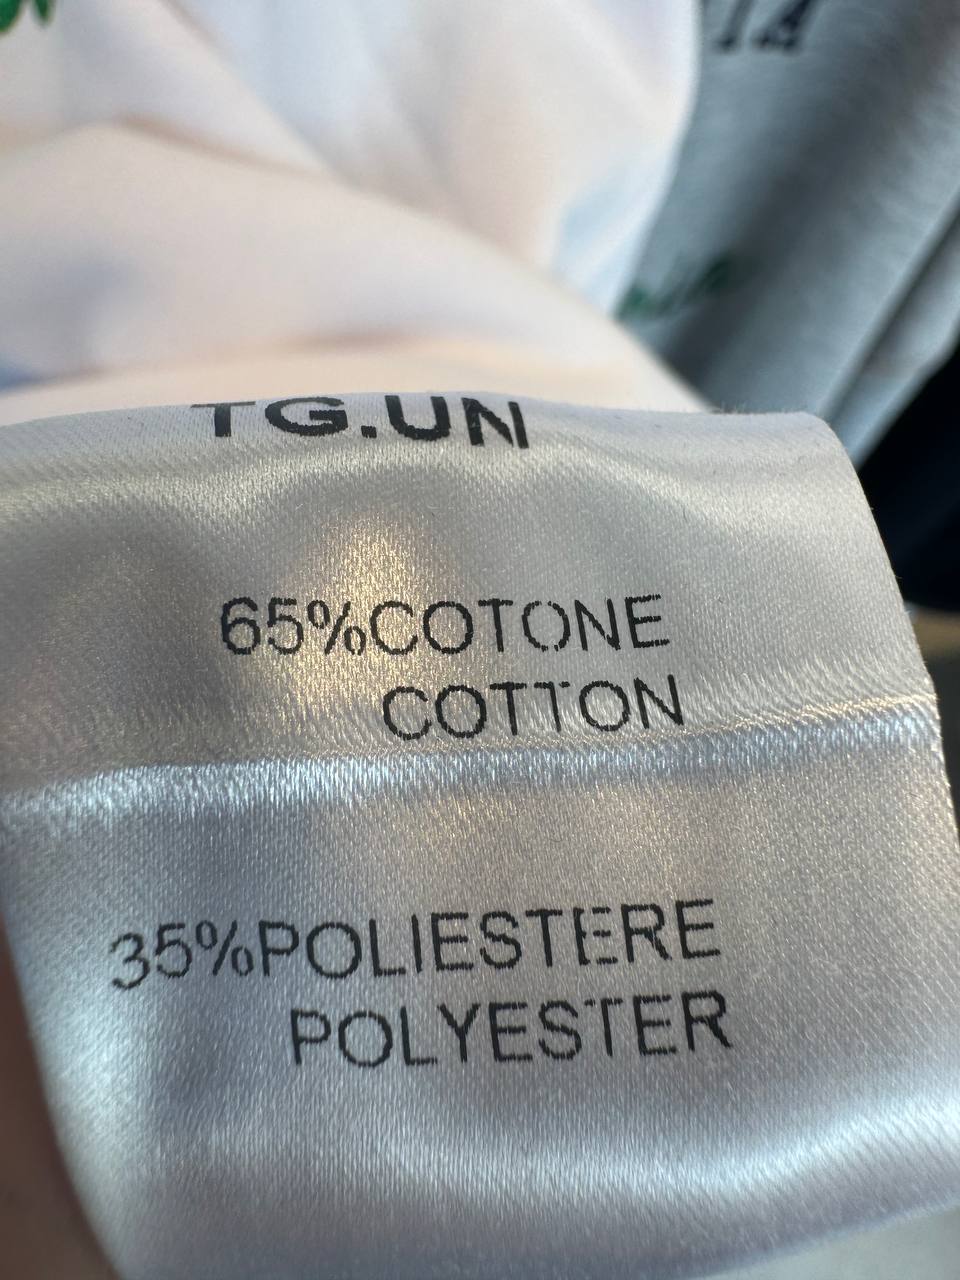 TG.UN
65%COTONE
COTTON
35%POLIESTERE
POLYESTER